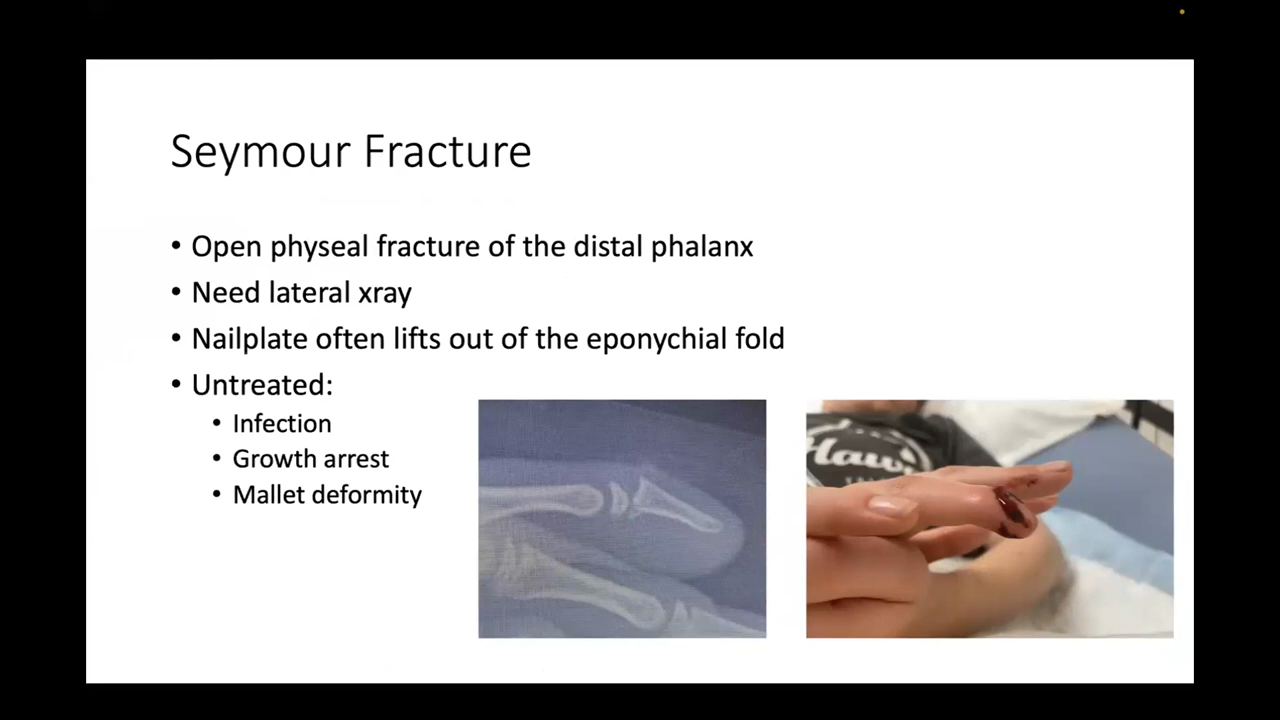 Seymour Fracture
• Open physeal fracture of the distal phalanx
• Need lateral xray
• Nailplate often lifts out of the eponychial fold
• Untreated:
• Infection
• Growth arrest
• Mallet deformity